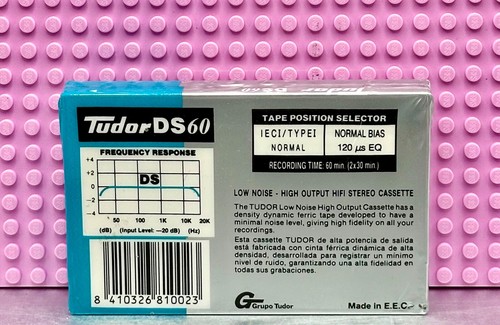 DS60
Tudor DS60
FREQUENCY RESPONSE
+4
+2
0
−2
−4
DS
50 100 1K 10K 20K
(dB) (Input Level: −20 dB) (Hz)
8 410326 810023
TAPE POSITION SELECTOR
IECI/TYPEI NORMAL BIAS
NORMAL 120 µs EQ
RECORDING TIME: 60 min. (2x30 min.)
LOW NOISE - HIGH OUTPUT HIFI STEREO CASSETTE
The TUDOR Low Noise High Output Cassette has a
density dynamic ferric tape developed to have a
minimal noise level, giving high fidelity on all your
recordings.
Esta cassette TUDOR de alta potencia de salida
está fabricada con cinta férrica dinámica de alta
densidad, desarrollada para registrar un mínimo
nivel de ruido, garantizando una alta fidelidad en
todas sus grabaciones.
GT Grupo Tudor
Made in E.E.C.